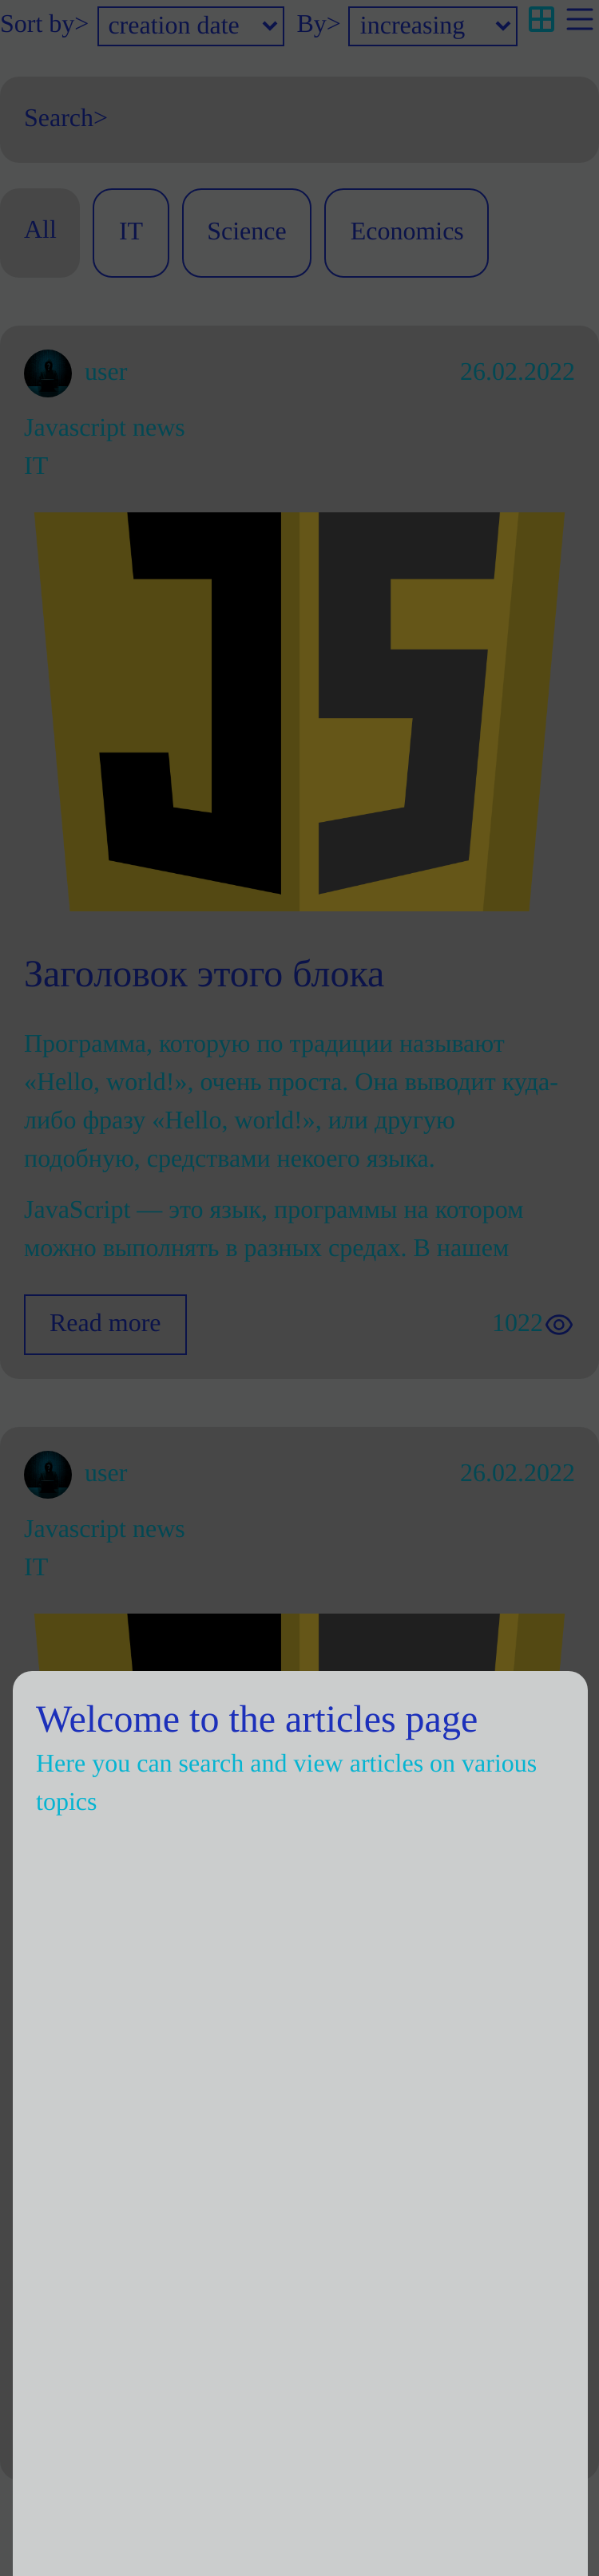 Sort by> creation date By> increasing
Search>
All IT Science Economics
user 26.02.2022
Javascript news
IT
JS
Заголовок этого блока
Программа, которую по традиции называют
«Hello, world!», очень проста. Она выводит куда-
либо фразу «Hello, world!», или другую
подобную, средствами некоего языка.
JavaScript — это язык, программы на котором
можно выполнять в разных средах. В нашем
Read more 1022
user 26.02.2022
Javascript news
IT
Welcome to the articles page
Here you can search and view articles on various
topics